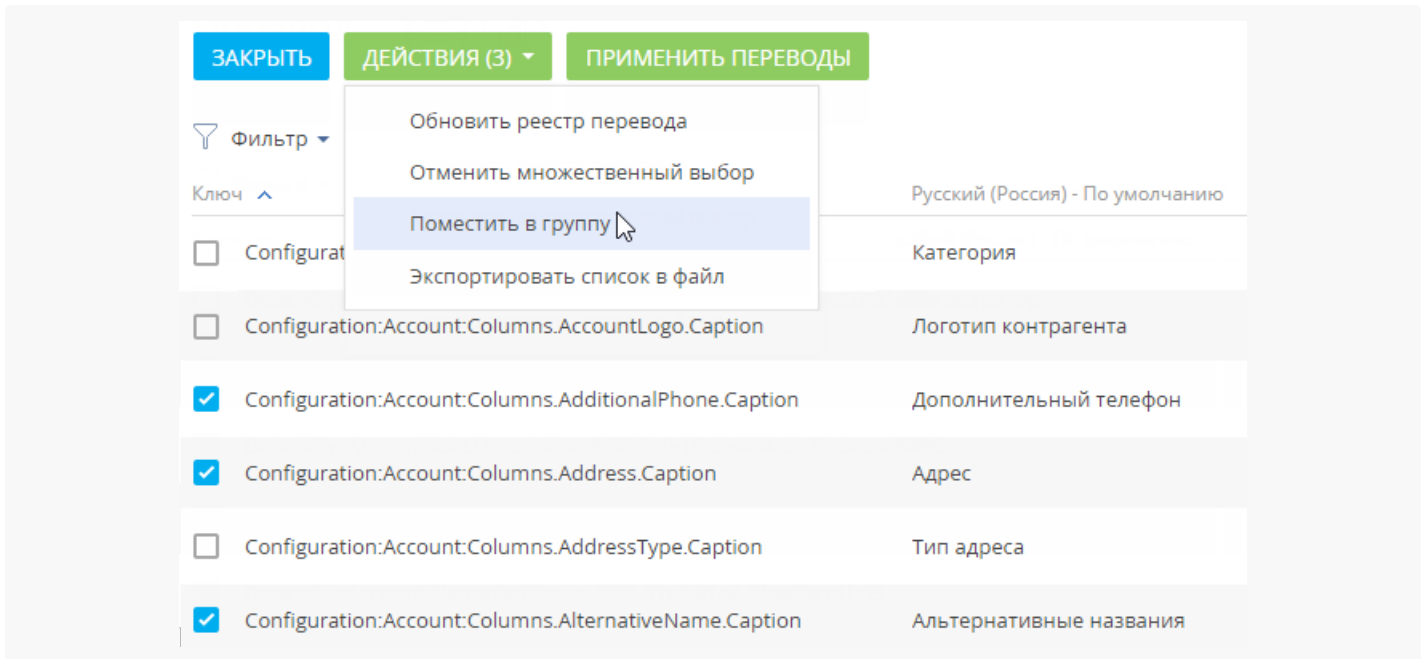 ЗАКРЫТЬ ДЕЙСТВИЯ (3) ПРИМЕНИТЬ ПЕРЕВОДЫ
Обновить реестр перевода
Фильтр
Отменить множественный выбор
Ключ Русский (Россия) - По умолчанию
Поместить в группу
Configurat Категория
Экспортировать список в файл
Configuration:Account:Columns.AccountLogo.Caption Логотип контрагента
Configuration:Account:Columns.AdditionalPhone.Caption Дополнительный телефон
Configuration:Account:Columns.Address.Caption Адрес
Configuration:Account:Columns.AddressType.Caption Тип адреса
Configuration:Account:Columns.AlternativeName.Caption Альтернативные названия